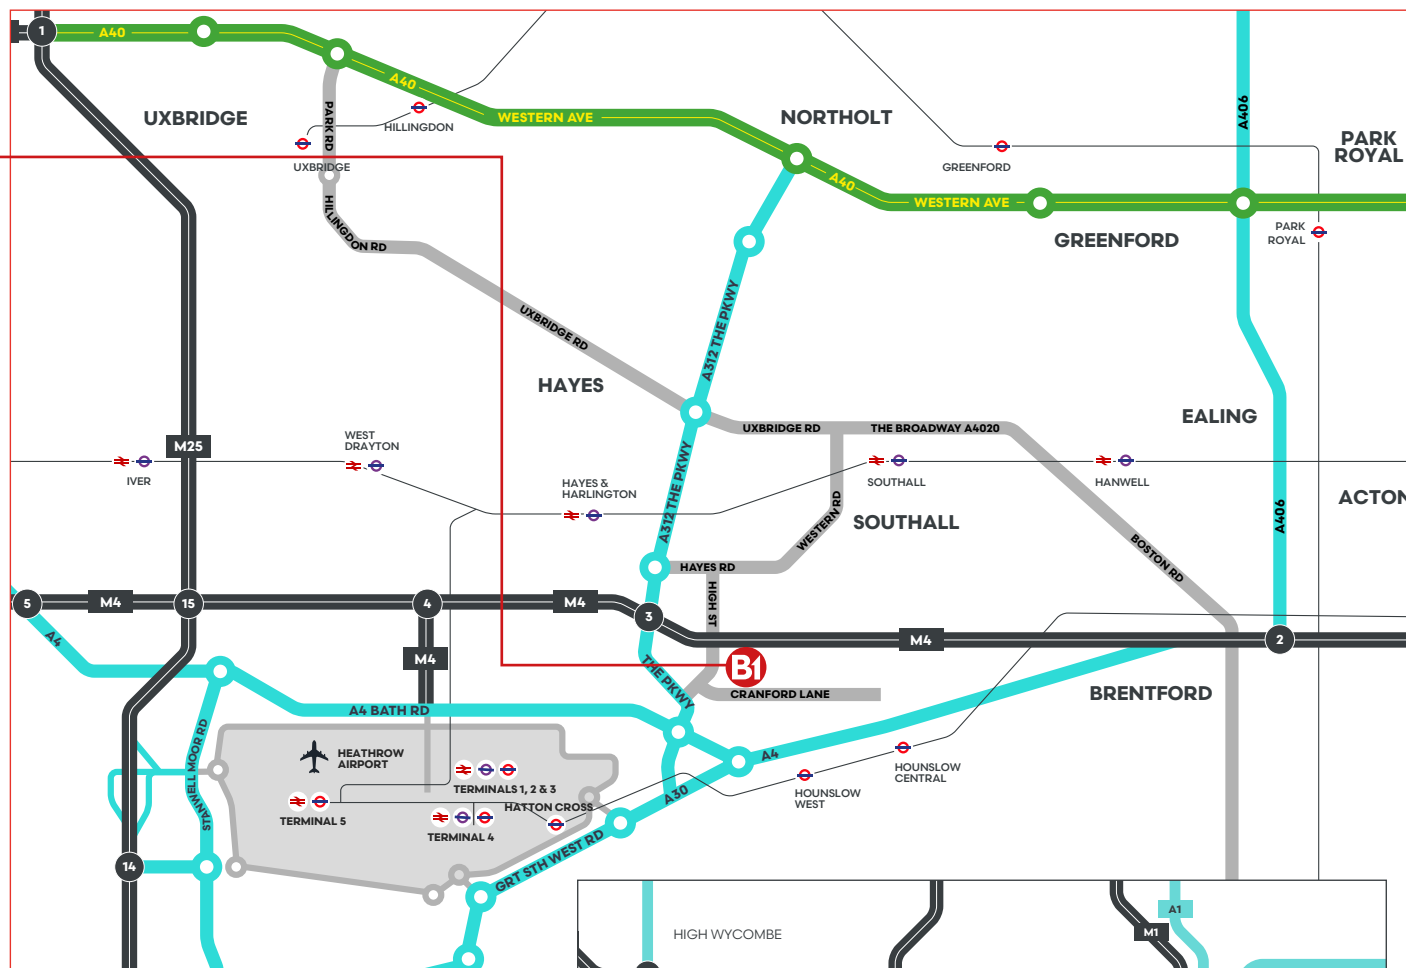 1
A40
UXBRIDGE
PARK RD
A40
HILLINGDON
WESTERN AVE
NORTHOLT
A406
PARK
ROYAL
UXBRIDGE
GREENFORD
A40
WESTERN AVE
HILLINGDON RD
GREENFORD
PARK
ROYAL
UXBRIDGE RD
A312 THE PKWY
HAYES
UXBRIDGE RD
THE BROADWAY A4020
EALING
M25
WEST
DRAYTON
IVER
HAYES &
HARLINGTON
A312 THE PKWY
SOUTHALL
HANWELL
ACTON
WESTERN RD
SOUTHALL
A406
BOSTON RD
HAYES RD
HIGH ST
5
M4
15
4
M4
3
M4
2
A4
M4
THE PKWY
B1
CRANFORD LANE
BRENTFORD
A4 BATH RD
STANWELL MOOR RD
HEATHROW
AIRPORT
A4
HOUNSLOW
CENTRAL
TERMINALS 1, 2 & 3
A30
HOUNSLOW
WEST
HATTON CROSS
TERMINAL 5
TERMINAL 4
14
GRT STH WEST RD
A1
M1
HIGH WYCOMBE